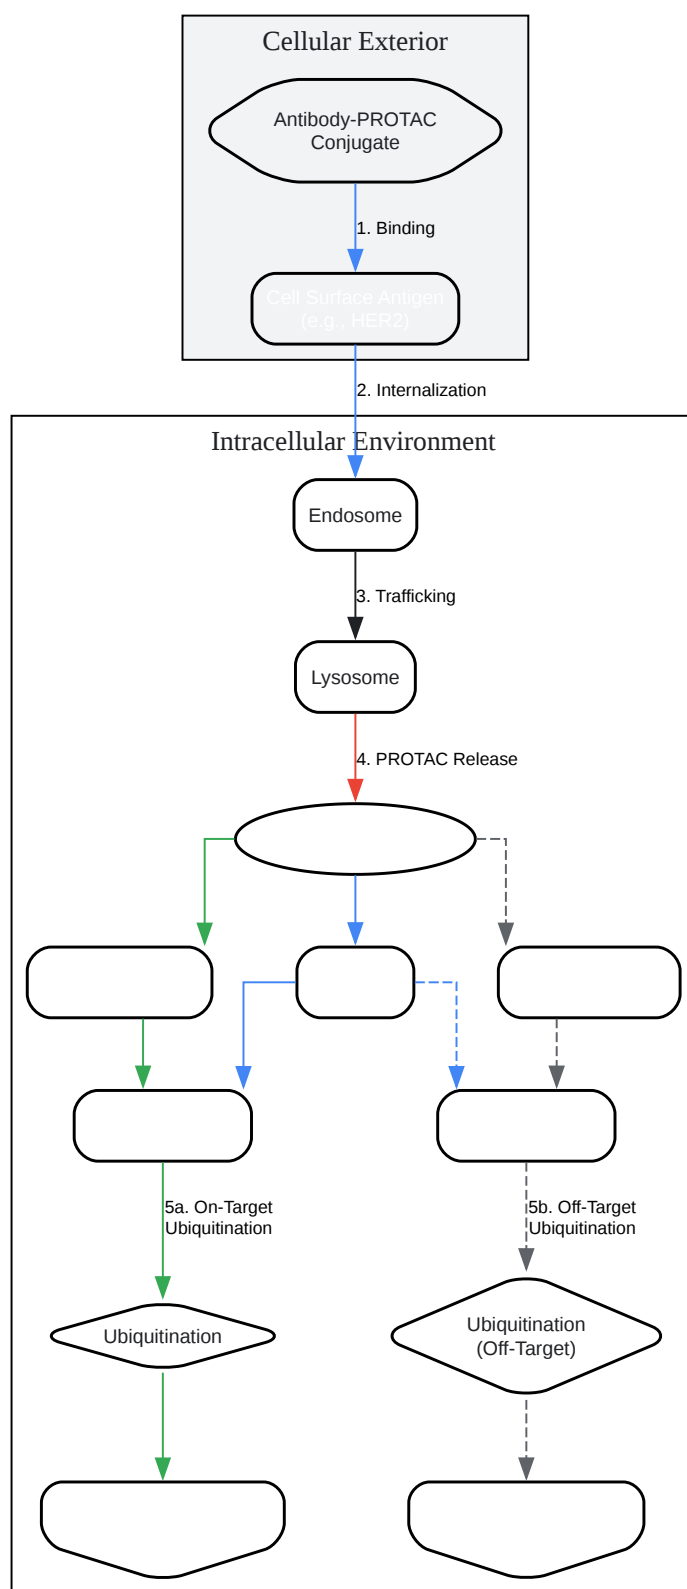 Cellular Exterior
Antibody-PROTAC
Conjugate
1. Binding
Cell Surface Antigen
(e.g., HER2)
2. Internalization
Intracellular Environment
Endosome
3. Trafficking
Lysosome
4. PROTAC Release
5a. On-Target
Ubiquitination
5b. Off-Target
Ubiquitination
Ubiquitination
Ubiquitination
(Off-Target)